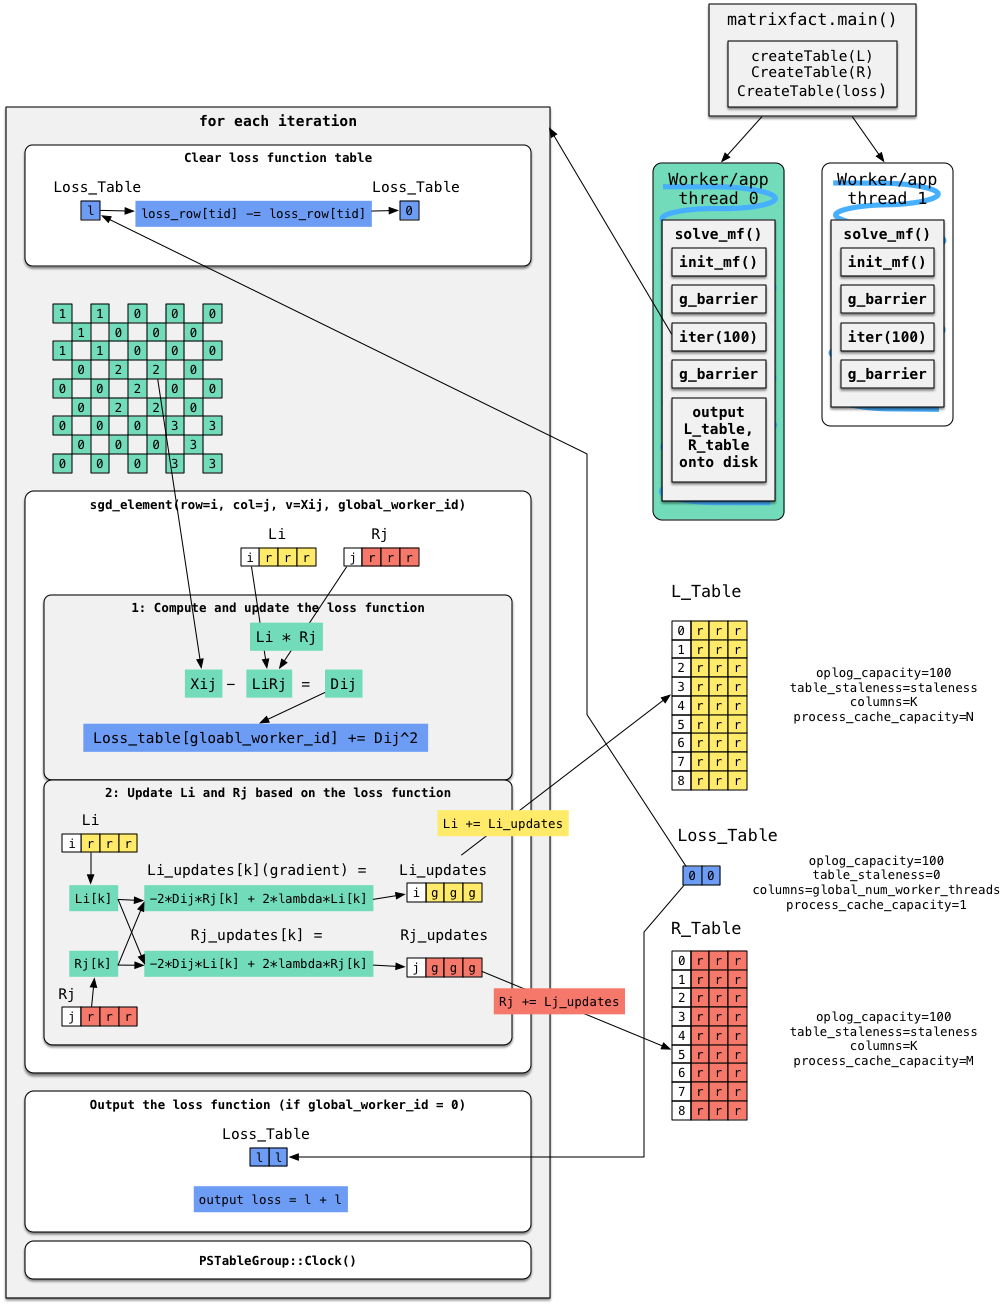 matrixfact.main()
createTable(L)
CreateTable(R)
CreateTable(loss)
for each iteration
Clear loss function table
Loss_Table
Loss_Table
l
loss_row[tid] −= loss_row[tid]
0
Worker/app
thread 0
solve_mf()
init_mf()
g_barrier
iter(100)
g_barrier
output
L_table,
R_table
onto disk
Worker/app
thread 1
solve_mf()
init_mf()
g_barrier
iter(100)
g_barrier
1 1 0 0 0
1 0 0 0
1 1 0 0 0
0 2 2 0
0 0 2 0 0
0 2 2 0
0 0 0 3 3
0 0 0 3
0 0 0 3 3
sgd_element(row=i, col=j, v=Xij, global_worker_id)
Li
Rj
i r r r
j r r r
1: Compute and update the loss function
Li * Rj
Xij − LiRj = Dij
Loss_table[gloabl_worker_id] += Dij^2
2: Update Li and Rj based on the loss function
Li
i r r r
Li[k]
Li_updates[k](gradient) =
−2*Dij*Rj[k] + 2*lambda*Li[k]
Li_updates
i g g g
Li += Li_updates
Rj_updates[k] =
Rj[k]
−2*Dij*Li[k] + 2*lambda*Rj[k]
Rj_updates
j g g g
Rj += Lj_updates
Rj
j r r r
L_Table
0 r r r
1 r r r
2 r r r
3 r r r
4 r r r
5 r r r
6 r r r
7 r r r
8 r r r
oplog_capacity=100
table_staleness=staleness
columns=K
process_cache_capacity=N
Loss_Table
0 0
oplog_capacity=100
table_staleness=0
columns=global_num_worker_threads
process_cache_capacity=1
R_Table
0 r r r
1 r r r
2 r r r
3 r r r
4 r r r
5 r r r
6 r r r
7 r r r
8 r r r
oplog_capacity=100
table_staleness=staleness
columns=K
process_cache_capacity=M
Output the loss function (if global_worker_id = 0)
Loss_Table
l l
output loss = l + l
PSTableGroup::Clock()